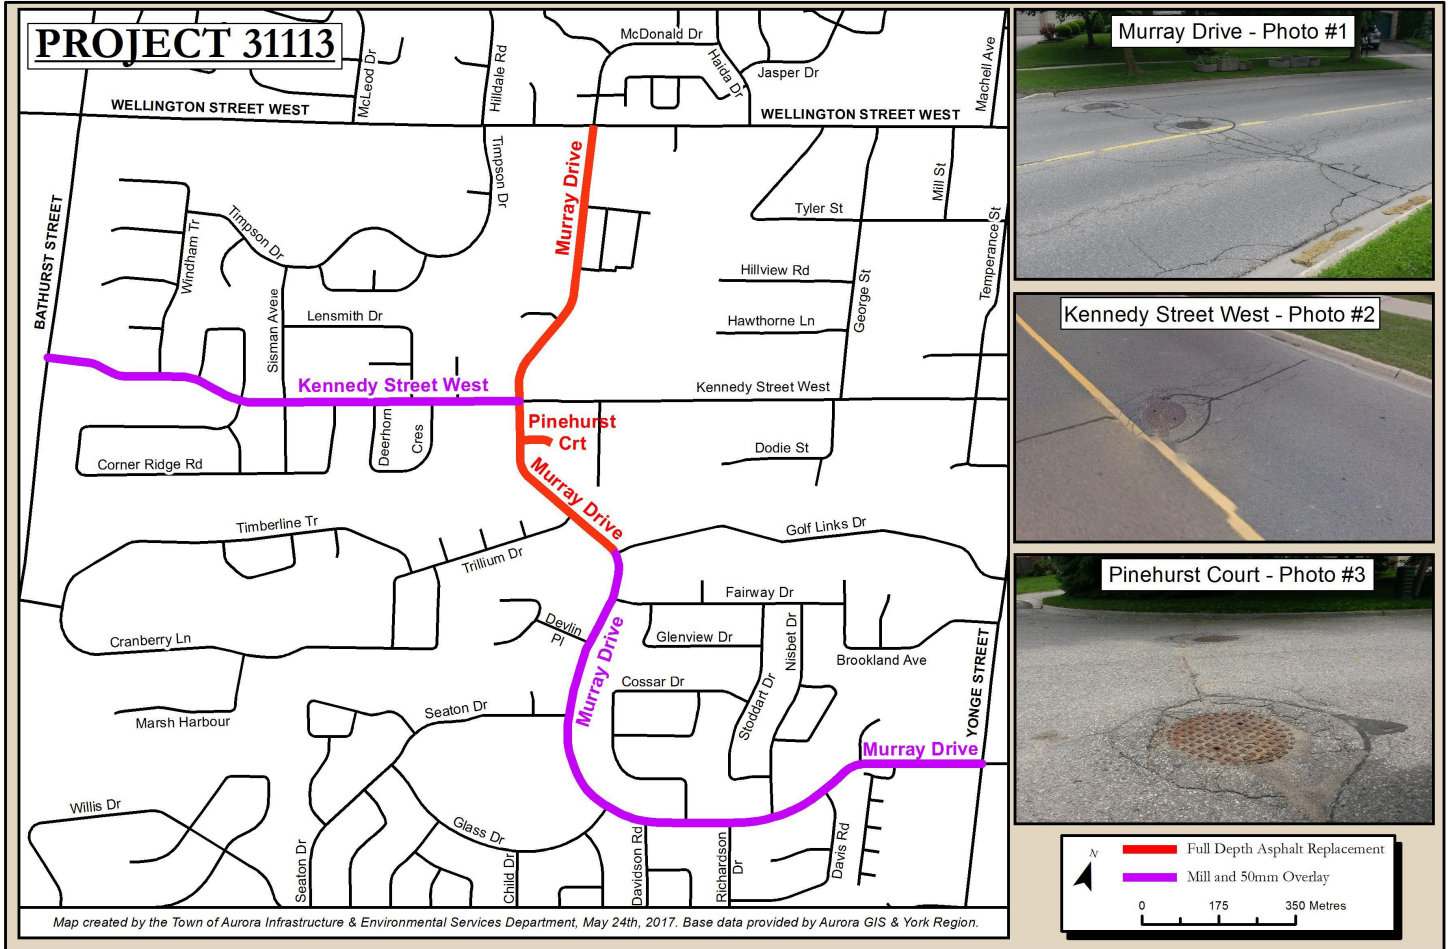 PROJECT 31113
McLeod Dr
Hilldale Rd
McDonald Dr
Haida Dr
Jasper Dr
Machell Ave
WELLINGTON STREET WEST
WELLINGTON STREET WEST
Timpson Dr
Murray Drive
Mill St
Tyler St
BATHURST STREET
Windham Tr
Timpson Dr
Temperance St
Hillview Rd
George St
Sisman Avele
Lensmith Dr
Hawthorne Ln
Kennedy Street West
Kennedy Street West
Pinehurst
Crt
Deerhorn
Cres
Corner Ridge Rd
Dodie St
Murray Drive
Timberline Tr
Golf Links Dr
Trillium Dr
Fairway Dr
Devlin
Pl
Glenview Dr
Nisbet Dr
Cranberry Ln
Brookland Ave
Murray Drive
YONGE STREET
Cossar Dr
Stoddart Dr
Marsh Harbour
Seaton Dr
Murray Drive
Willis Dr
Glass Dr
Seaton Dr
Child Dr
Davidson Rd
Richardson
Dr
Davis Rd
Map created by the Town of Aurora Infrastructure & Environmental Services Department, May 24th, 2017. Base data provided by Aurora GIS & York Region.
Murray Drive - Photo #1
Kennedy Street West - Photo #2
Pinehurst Court - Photo #3
N
Full Depth Asphalt Replacement
Mill and 50mm Overlay
0 175 350 Metres